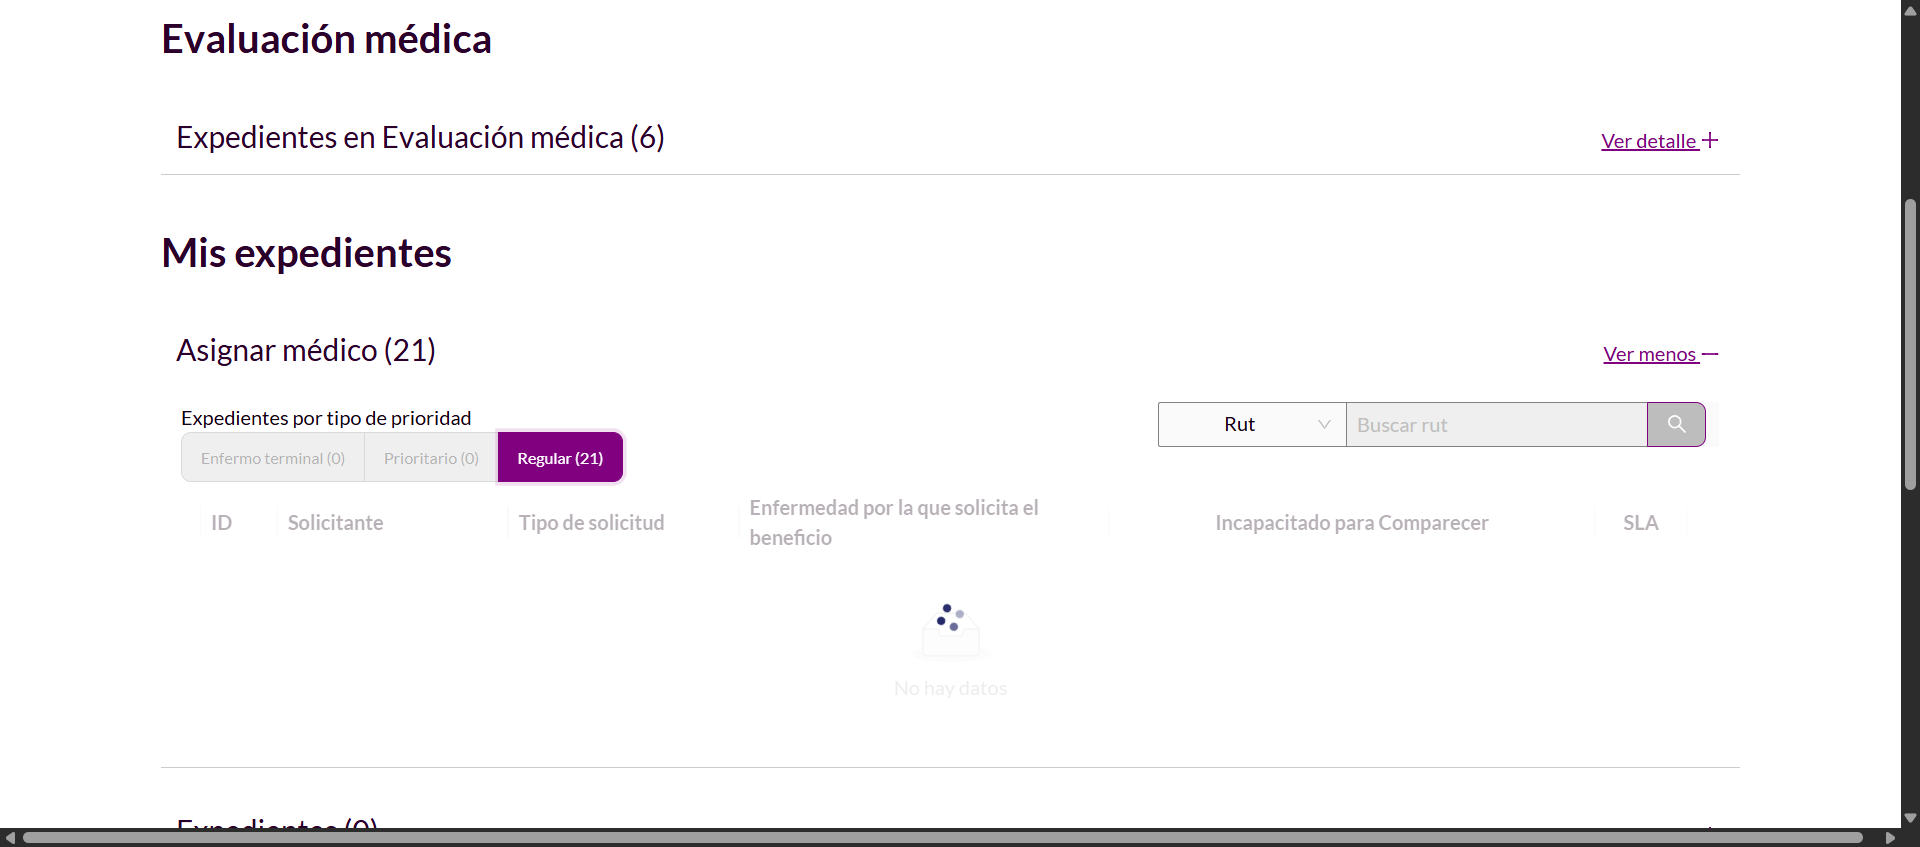 Evaluación médica
Expedientes en Evaluación médica (6)
Ver detalle
Mis expedientes
Asignar médico (21)
Ver menos
Expedientes por tipo de prioridad
Rut
Buscar rut
Enfermo terminal (0)
Prioritario (0)
Regular (21)
ID
Solicitante
Tipo de solicitud
Enfermedad por la que solicita el
beneficio
Incapacitado para Comparecer
SLA
No hay datos
Expedientes (0)